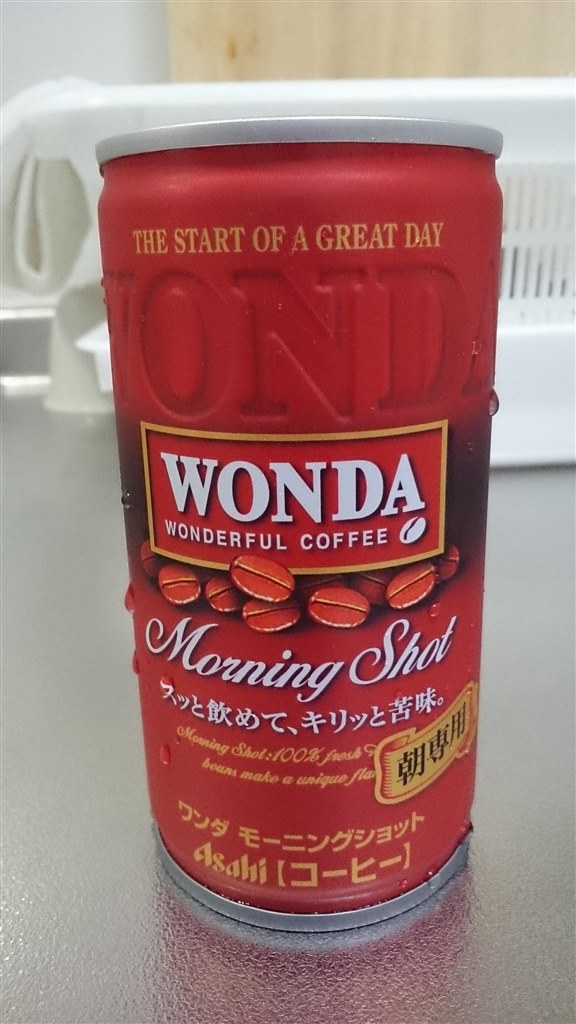 THE START OF A GREAT DAY
WONDA
WONDA
WONDERFUL COFFEE
Morning Shot
スッと飲めて、キリッと苦味。
Morning Shot:100% fresh
beans make a unique
朝専用
ワンダ モーニングショット
Asahi【コーヒー】